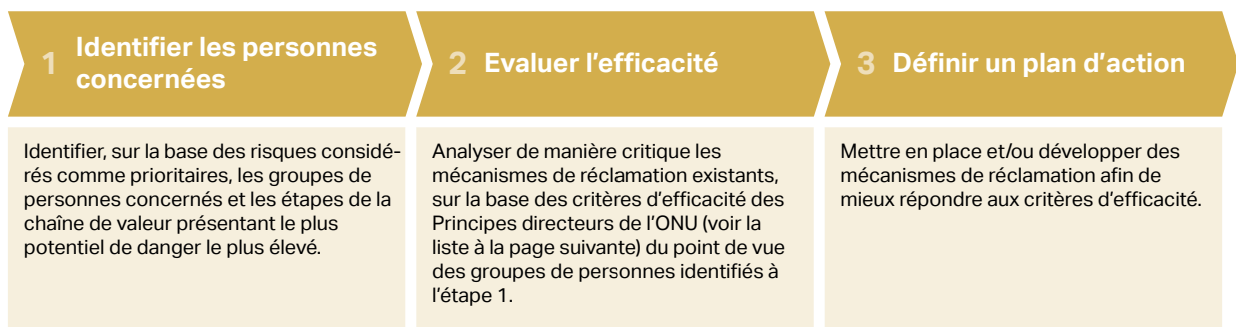 1 Identifier les personnes
concernées
Identifier, sur la base des risques considé-
rés comme prioritaires, les groupes de
personnes concernés et les étapes de la
chaîne de valeur présentant le plus
potentiel de danger le plus élevé.
2 Evaluer l’efficacité
Analyser de manière critique les
mécanismes de réclamation existants,
sur la base des critères d’efficacité des
Principes directeurs de l’ONU (voir la
liste à la page suivante) du point de vue
des groupes de personnes identifiés à
l’étape 1.
3 Définir un plan d’action
Mettre en place et/ou développer des
mécanismes de réclamation afin de
mieux répondre aux critères d’efficacité.